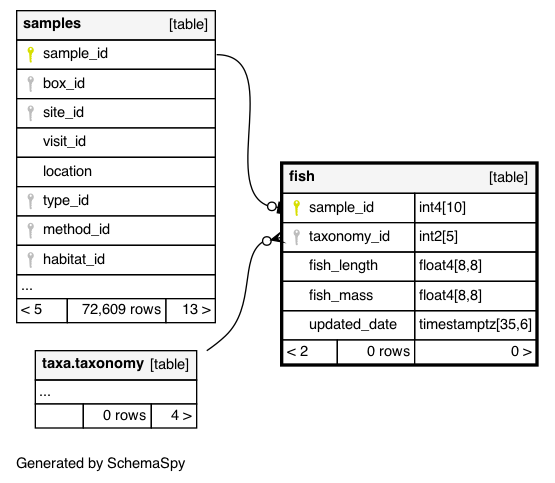 samples [table]
sample_id
box_id
site_id
visit_id
location
type_id
method_id
habitat_id
...
< 5 72,609 rows 13 >
fish [table]
sample_id int4[10]
taxonomy_id int2[5]
fish_length float4[8,8]
fish_mass float4[8,8]
updated_date timestamptz[35,6]
< 2 0 rows 0 >
taxa.taxonomy [table]
...
0 rows 4 >
Generated by SchemaSpy